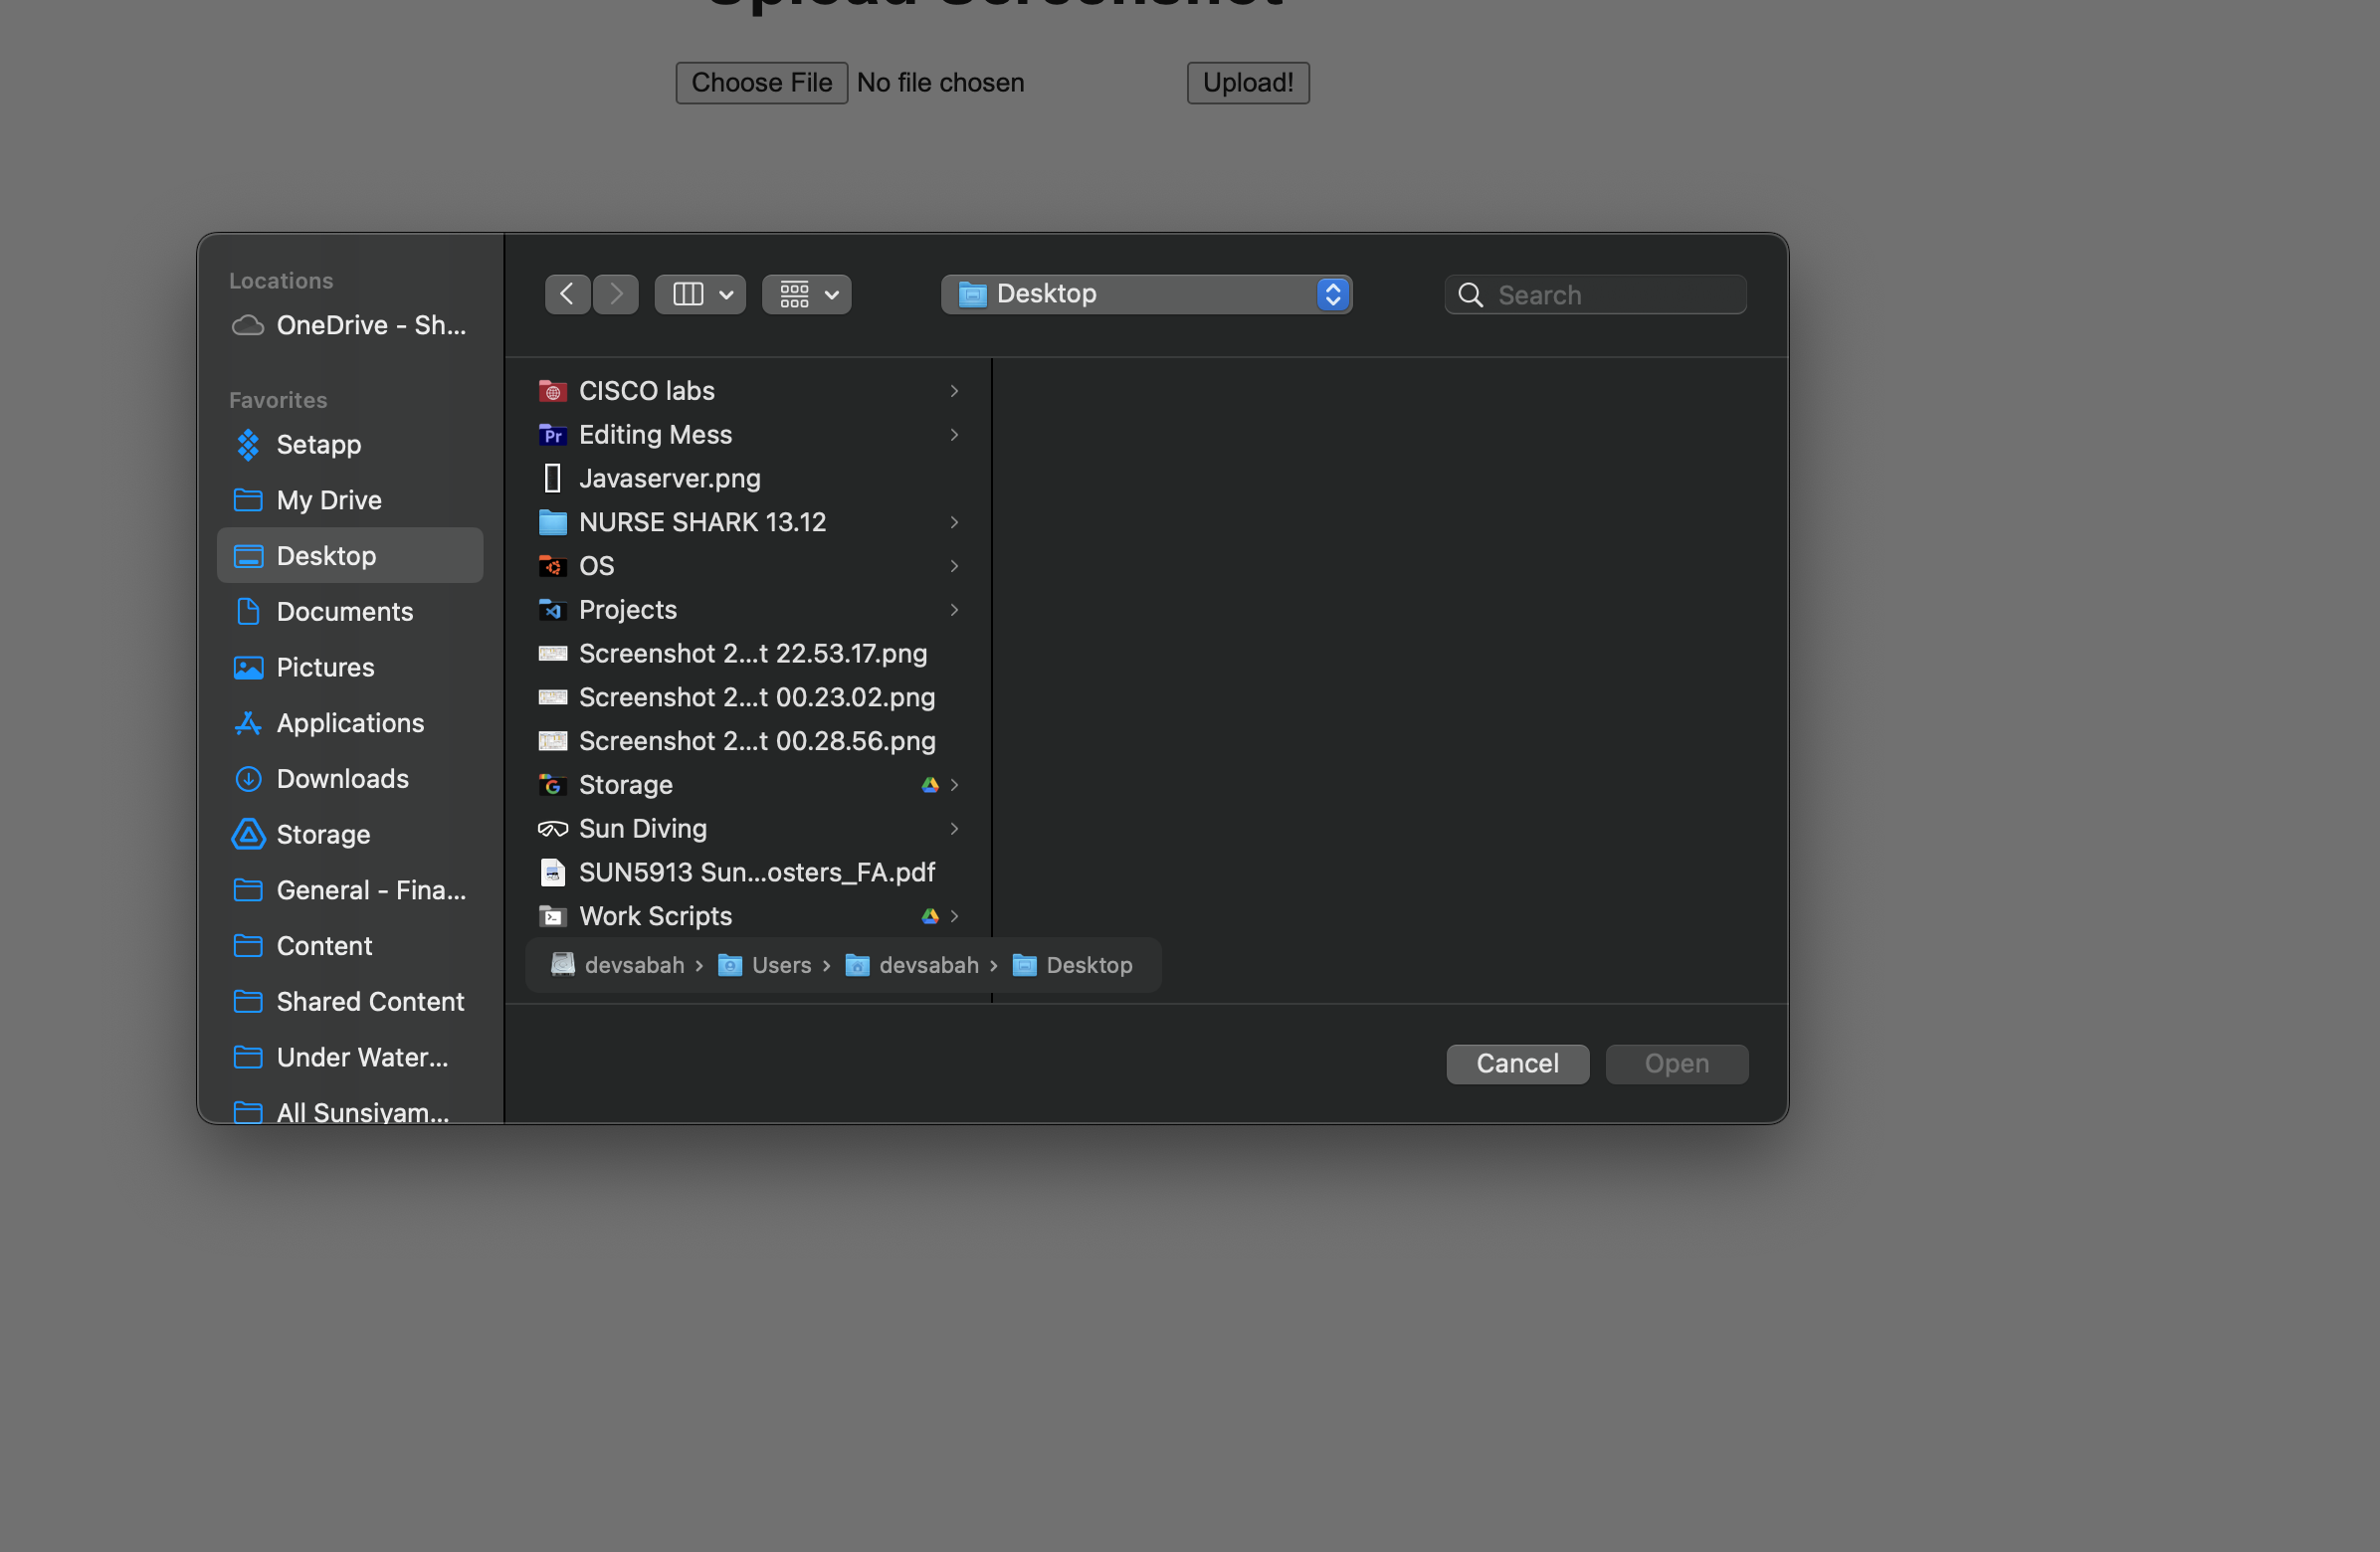 Upload Screenshot
Choose File No file chosen Upload!
Locations
OneDrive - Sh...
Favorites
Setapp
My Drive
Desktop
Documents
Pictures
Applications
Downloads
Storage
General - Fina...
Content
Shared Content
Under Water...
All Sunsiyam...
Desktop
Search
CISCO labs
Pr Editing Mess
Javaserver.png
NURSE SHARK 13.12
OS
Projects
Screenshot 2...t 22.53.17.png
Screenshot 2...t 00.23.02.png
Screenshot 2...t 00.28.56.png
G Storage
Sun Diving
SUN5913 Sun...osters_FA.pdf
Work Scripts
devsabah › Users › devsabah › Desktop
Cancel Open